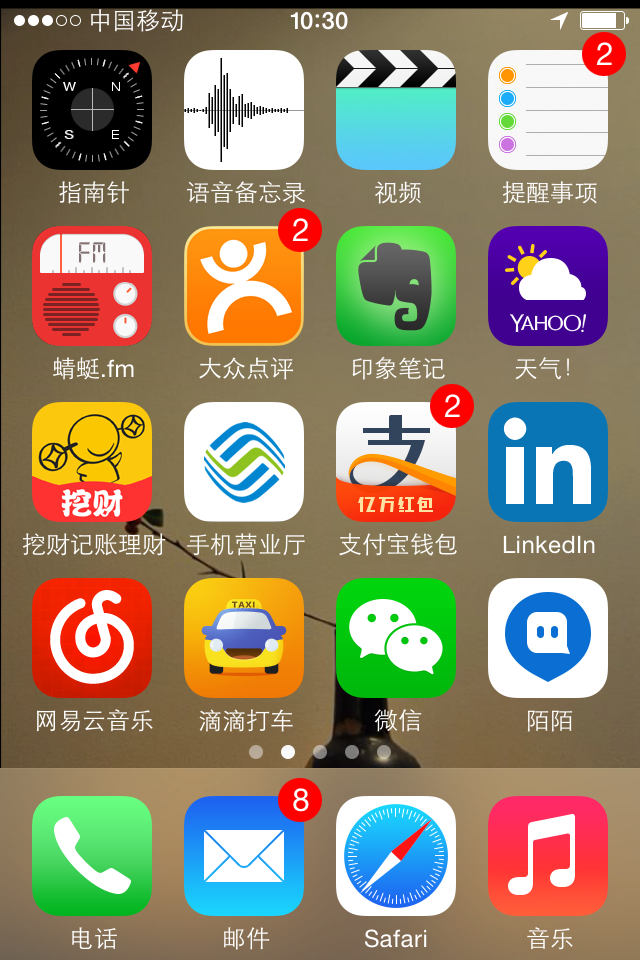 中国移动 10:30
W N
S E
2
指南针 语音备忘录 视频 提醒事项
FM
2
YAHOO!
蜻蜓.fm 大众点评 印象笔记 天气!
挖财
支
亿万红包
2
in
挖财记账理财 手机营业厅 支付宝钱包 LinkedIn
TAXI
网易云音乐 滴滴打车 微信 陌陌
8
电话 邮件 Safari 音乐